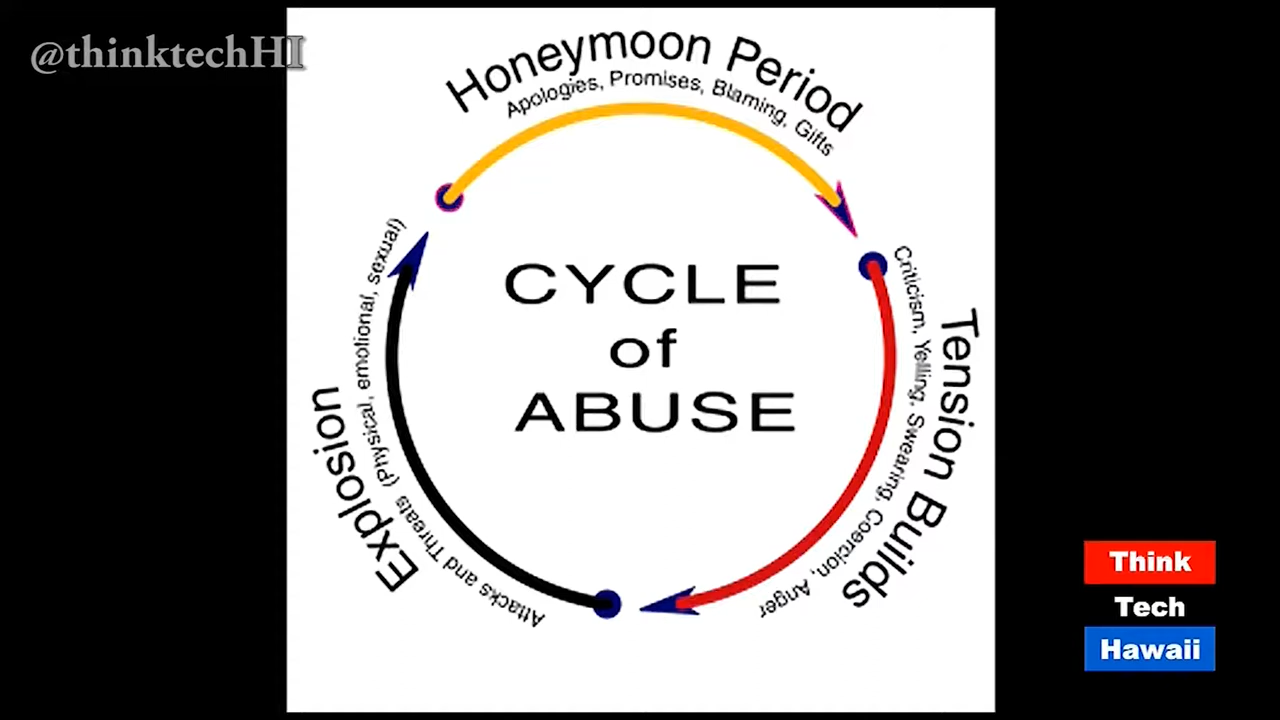 @thinktechHI
Honeymoon Period
Apologies, Promises, Blaming, Gifts
CYCLE
of
ABUSE
Criticism, Yelling, Swearing, Coercion, Anger
Tension Builds
Explosion
Attacks and Threats (Physical, emotional, sexual)
Think
Tech
Hawaii